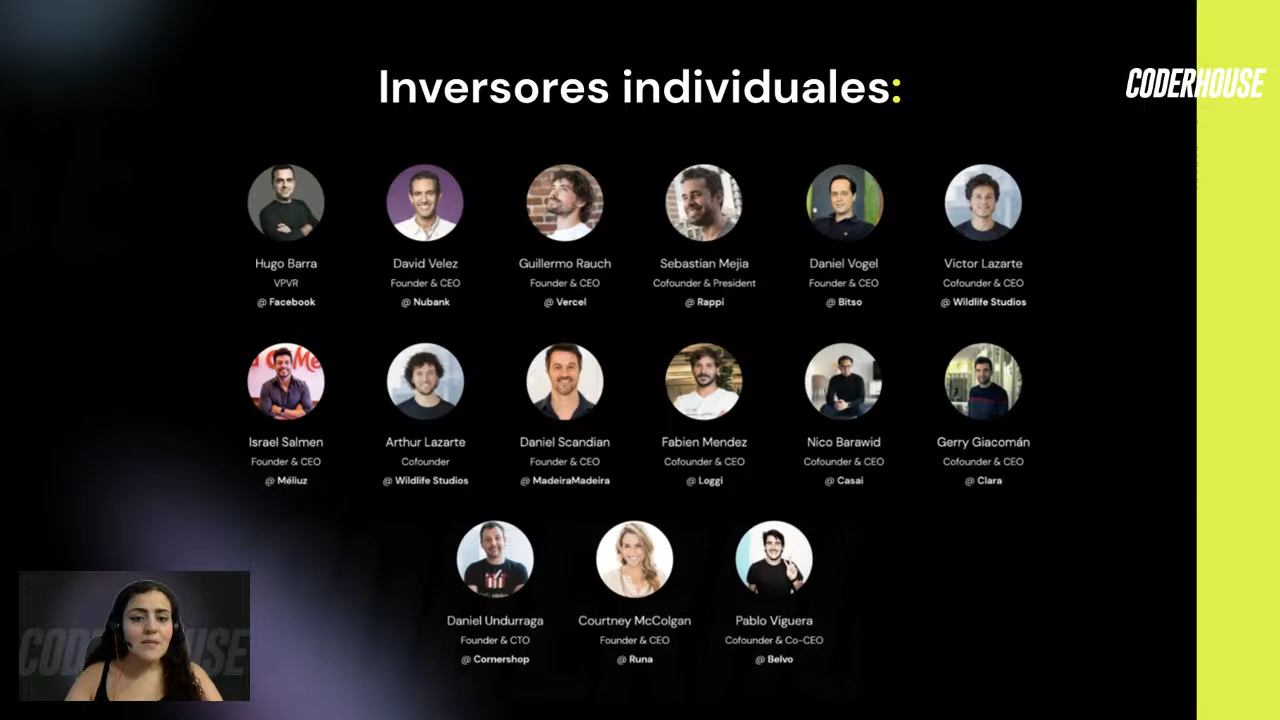 Inversores individuales:
CODERHOUSE
Hugo Barra
VPVR
@ Facebook
David Velez
Founder & CEO
@ Nubank
Guillermo Rauch
Founder & CEO
@ Vercel
Sebastian Mejia
Cofounder & President
@ Rappi
Daniel Vogel
Founder & CEO
@ Bitso
Victor Lazarte
Cofounder & CEO
@ Wildlife Studios
Israel Salmen
Founder & CEO
@ Méliuz
Arthur Lazarte
Cofounder
@ Wildlife Studios
Daniel Scandian
Founder & CEO
@ MadeiraMadeira
Fabien Mendez
Cofounder & CEO
@ Loggi
Nico Barawid
Cofounder & CEO
@ Casai
Gerry Giacomán
Cofounder & CEO
@ Clara
Daniel Undurraga
Founder & CTO
@ Cornershop
Courtney McColgan
Founder & CEO
@ Runa
Pablo Viguera
Cofounder & Co-CEO
@ Belvo